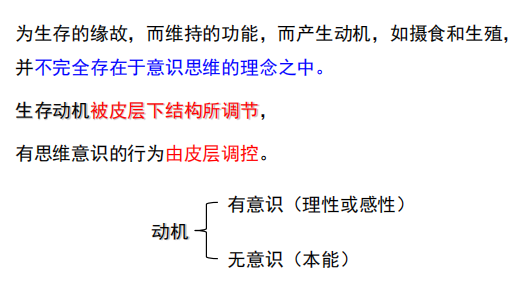 为生存的缘故，而维持的功能，而产生动机，如摄食和生殖，
并不完全存在于意识思维的理念之中。
生存动机被皮层下结构所调节，
有思维意识的行为由皮层调控。
有意识（理性或感性）
动机
无意识（本能）